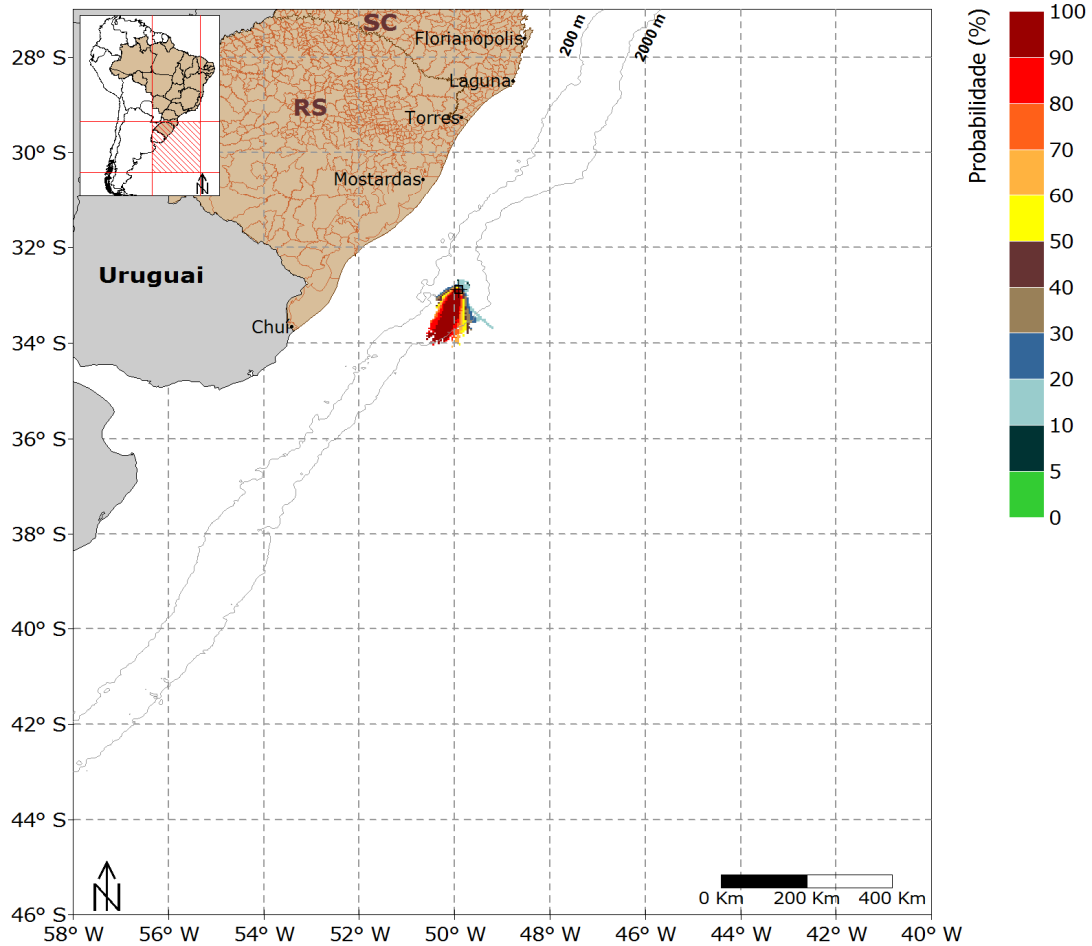 SC
Florianópolis
Laguna
RS
Torres
Mostardas
Uruguai
Chuí
200 m
2000 m
N
N
28° S
30° S
32° S
34° S
36° S
38° S
40° S
42° S
44° S
46° S
58° W
56° W
54° W
52° W
50° W
48° W
46° W
44° W
42° W
40° W
0 Km
200 Km
400 Km
Probabilidade (%)
100
90
80
70
60
50
40
30
20
10
5
0